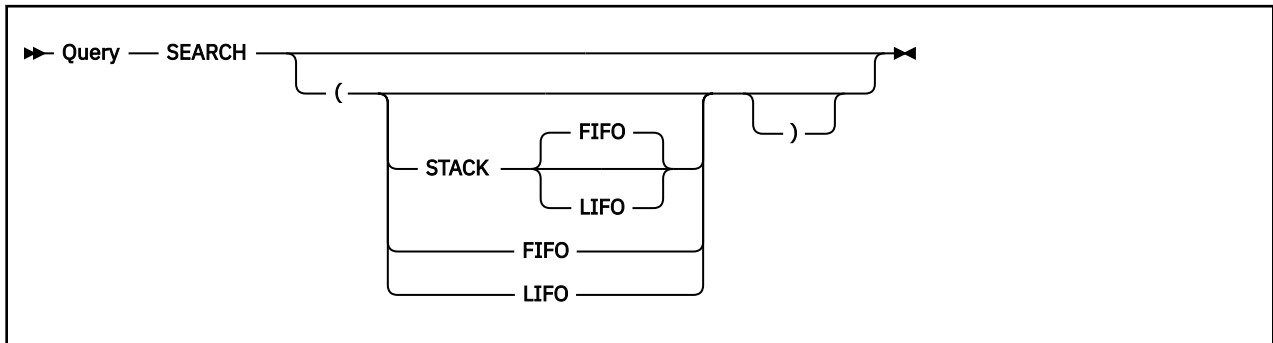 Query SEARCH
(
FIFO
)
STACK
LIFO
FIFO
LIFO